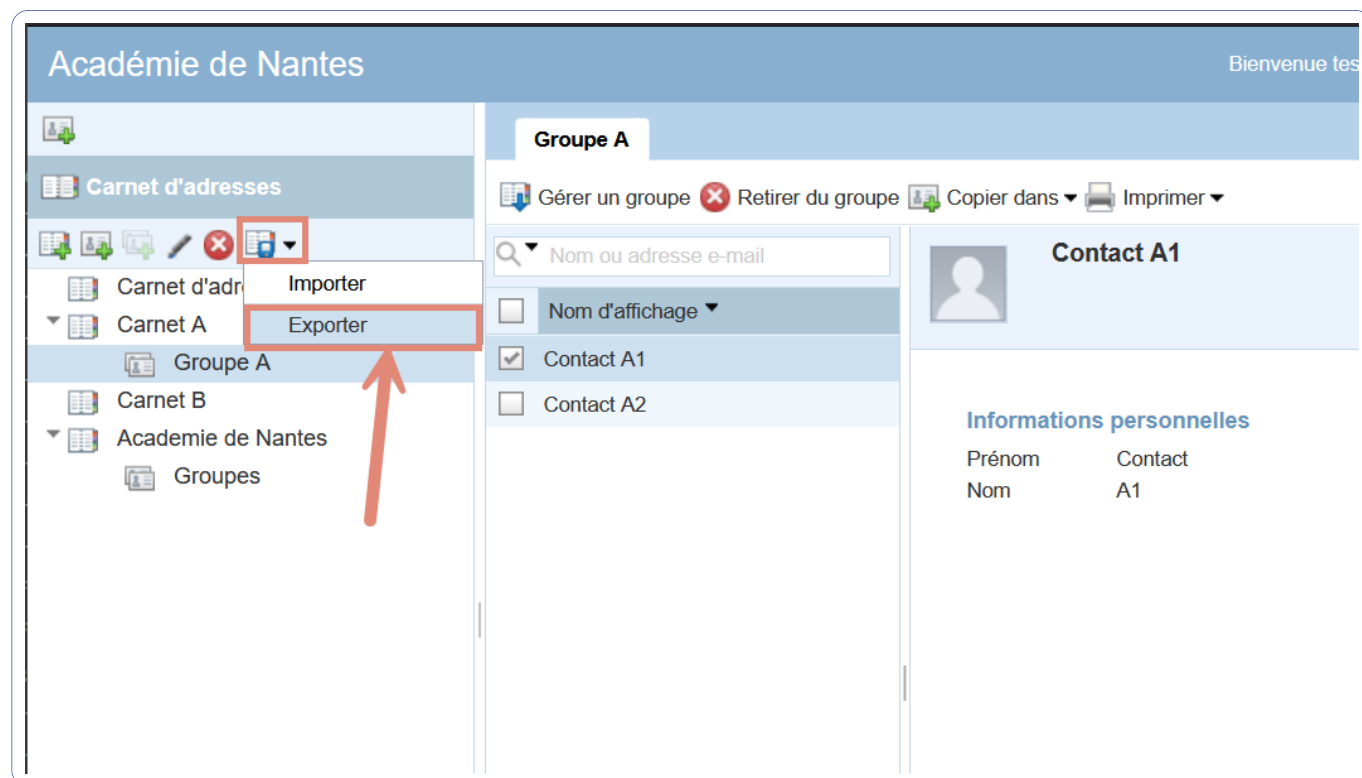 Académie de Nantes
Bienvenue tes
Carnet d'adresses
Carnet d'adr
Carnet A
Groupe A
Carnet B
Academie de Nantes
Groupes
Importer
Exporter
Groupe A
Gérer un groupe Retirer du groupe Copier dans Imprimer
Nom ou adresse e-mail
Nom d'affichage
Contact A1
Contact A2
Contact A1
Informations personnelles
Prénom Contact
Nom A1